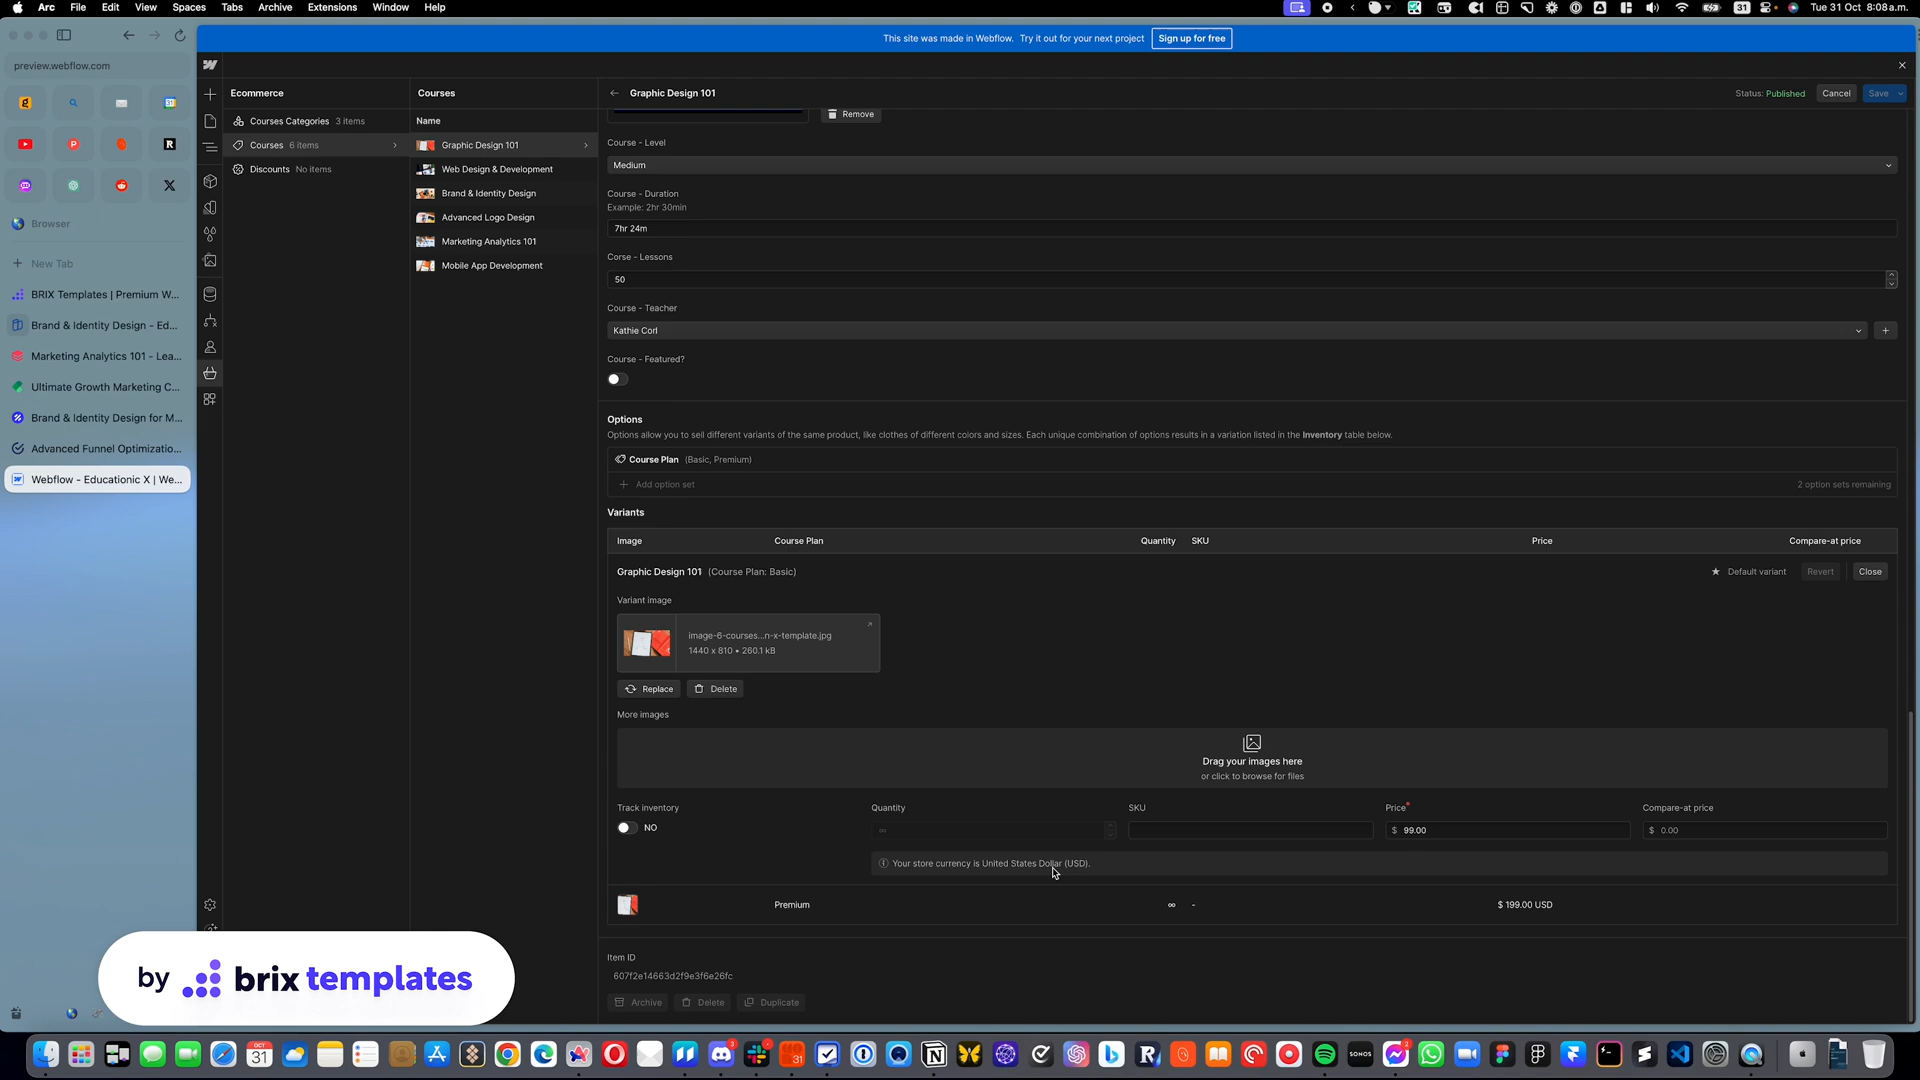 Arc File Edit View Spaces Tabs Archive Extensions Window Help
31 Tue 31 Oct 8:08 a.m.
This site was made in Webflow. Try it out for your next project Sign up for free
preview.webflow.com
Browser
New Tab
BRIX Templates | Premium W...
Brand & Identity Design - Ed...
Marketing Analytics 101 - Lea...
Ultimate Growth Marketing C...
Brand & Identity Design for M...
Advanced Funnel Optimizatio...
Webflow - Educationic X | We...
Ecommerce
Courses Categories 3 items
Courses 6 items
Discounts No items
Courses
Name
Graphic Design 101
Web Design & Development
Brand & Identity Design
Advanced Logo Design
Marketing Analytics 101
Mobile App Development
Graphic Design 101
Status: Published Cancel Save
Remove
Course - Level
Medium
Course - Duration
Example: 2hr 30min
7hr 24m
Corse - Lessons
50
Course - Teacher
Kathie Corl
Course - Featured?
Options
Options allow you to sell different variants of the same product, like clothes of different colors and sizes. Each unique combination of options results in a variation listed in the Inventory table below.
Course Plan (Basic, Premium)
Add option set 2 option sets remaining
Variants
Image Course Plan Quantity SKU Price Compare-at price
Graphic Design 101 (Course Plan: Basic) Default variant Revert Close
Variant image
image-6-courses...n-x-template.jpg
1440 x 810 • 260.1 kB
Replace Delete
More images
Drag your images here
or click to browse for files
Track inventory Quantity SKU Price* Compare-at price
NO ∞ $ 99.00 $ 0.00
Your store currency is United States Dollar (USD).
Premium ∞ - $ 199.00 USD
Item ID
607f2e14663d2f9e3f6e26fc
Archive Delete Duplicate
by brix templates